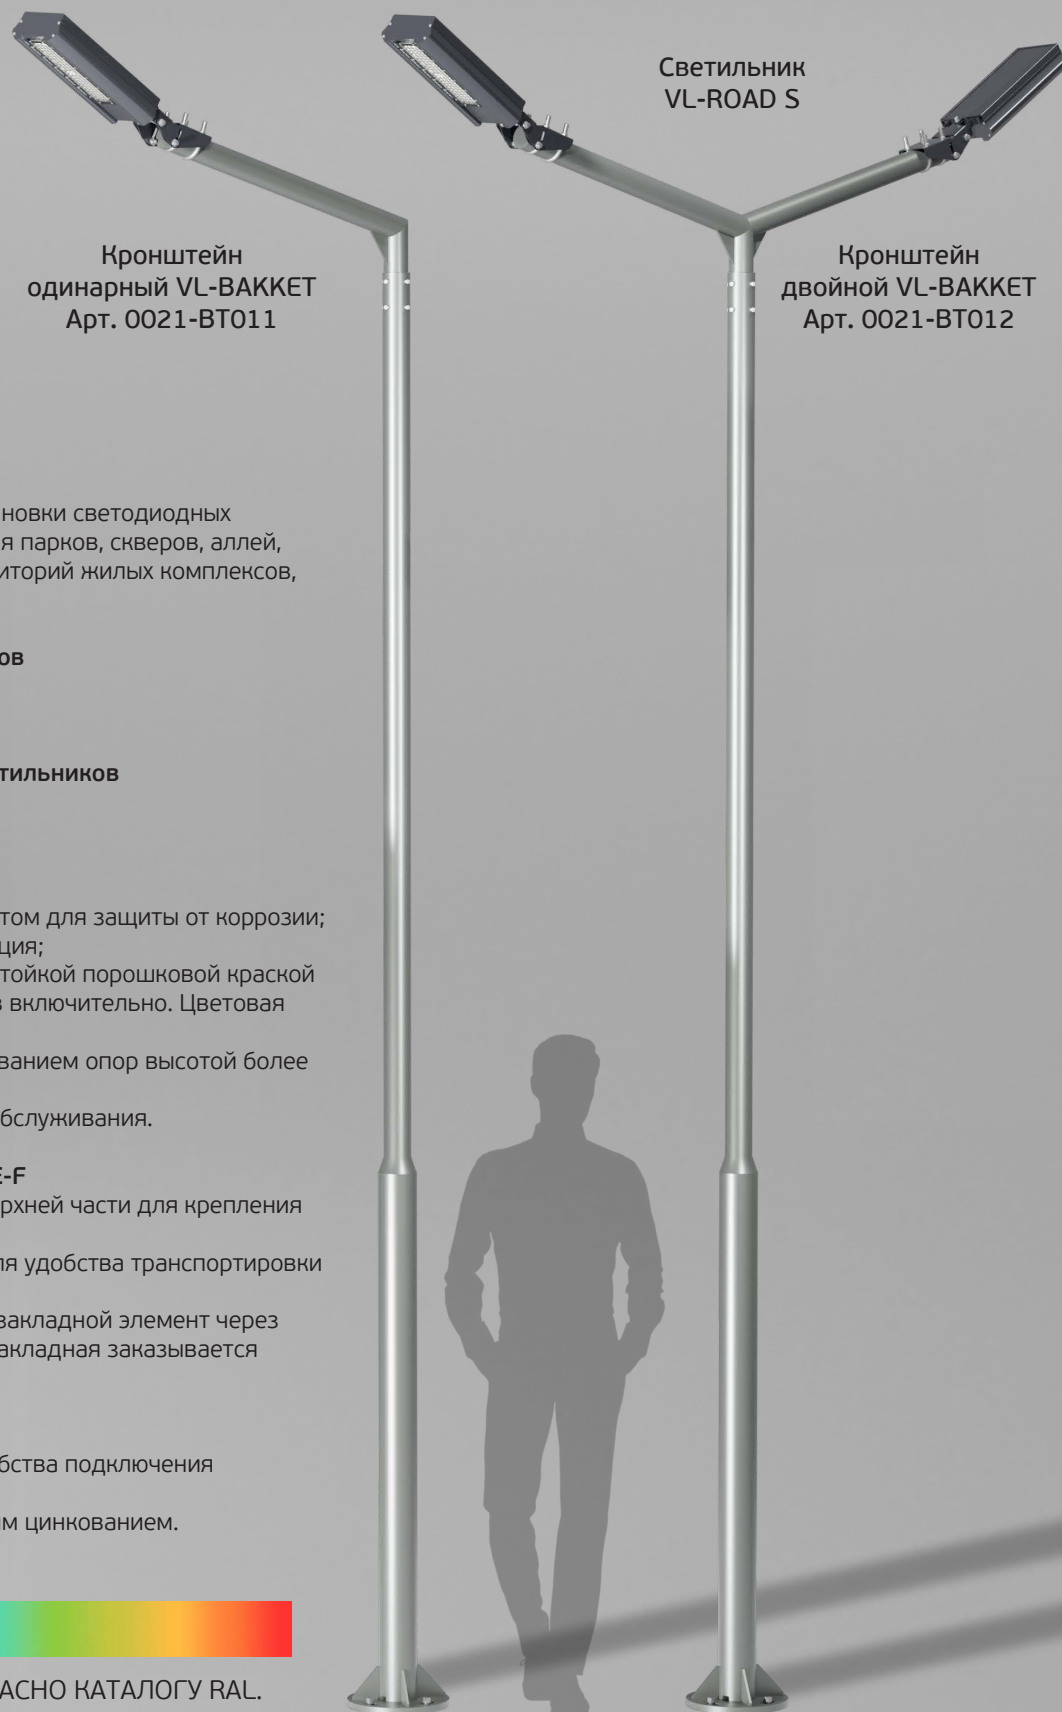 Светильник
VL-ROAD S
Кронштейн
одинарный VL-BAKKET
Арт. 0021-BT011
Кронштейн
двойной VL-BAKKET
Арт. 0021-BT012
новки светодиодных
я парков, скверов, аллей,
иторий жилых комплексов,
ов
тильников
том для защиты от коррозии;
ция;
тойкой порошковой краской
в включительно. Цветовая
ванием опор высотой более
бслуживания.
E-F
рхней части для крепления
ля удобства транспортировки
закладной элемент через
акладная заказывается
бства подключения
им цинкованием.
АСНО КАТАЛОГУ RAL.